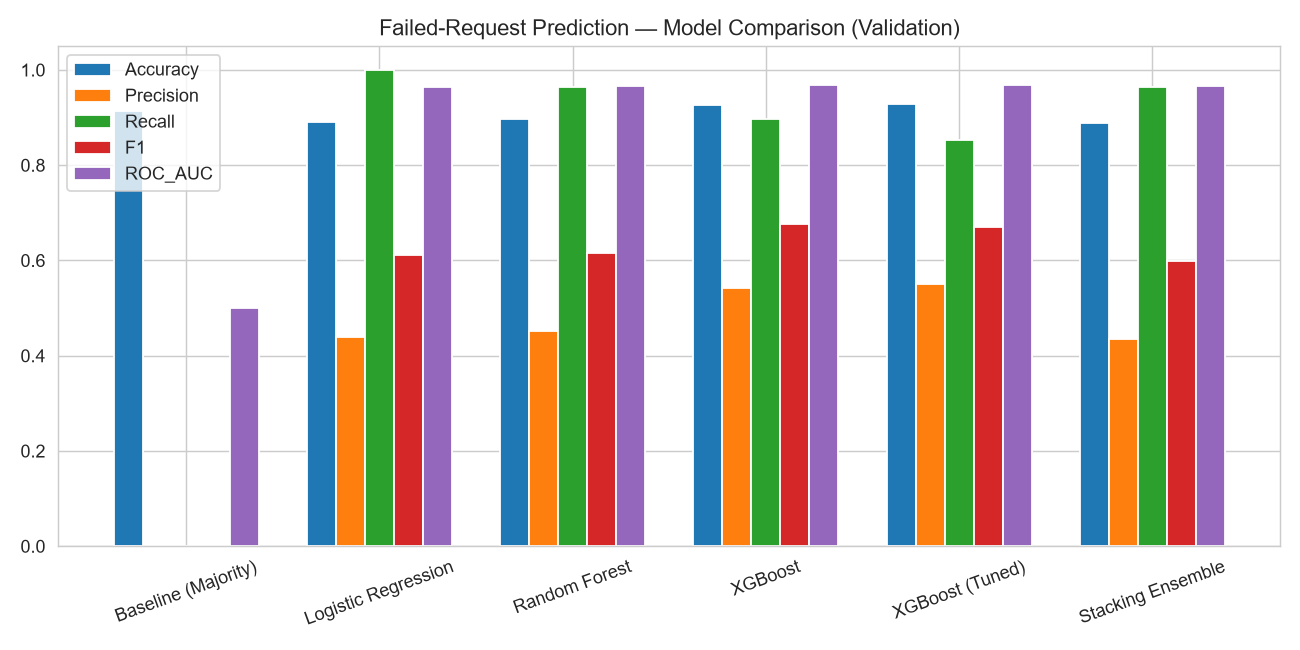 Failed-Request Prediction — Model Comparison (Validation)
Accuracy
Precision
Recall
F1
ROC_AUC
1.0
0.8
0.6
0.4
0.2
0.0
Baseline (Majority)
Logistic Regression
Random Forest
XGBoost
XGBoost (Tuned)
Stacking Ensemble